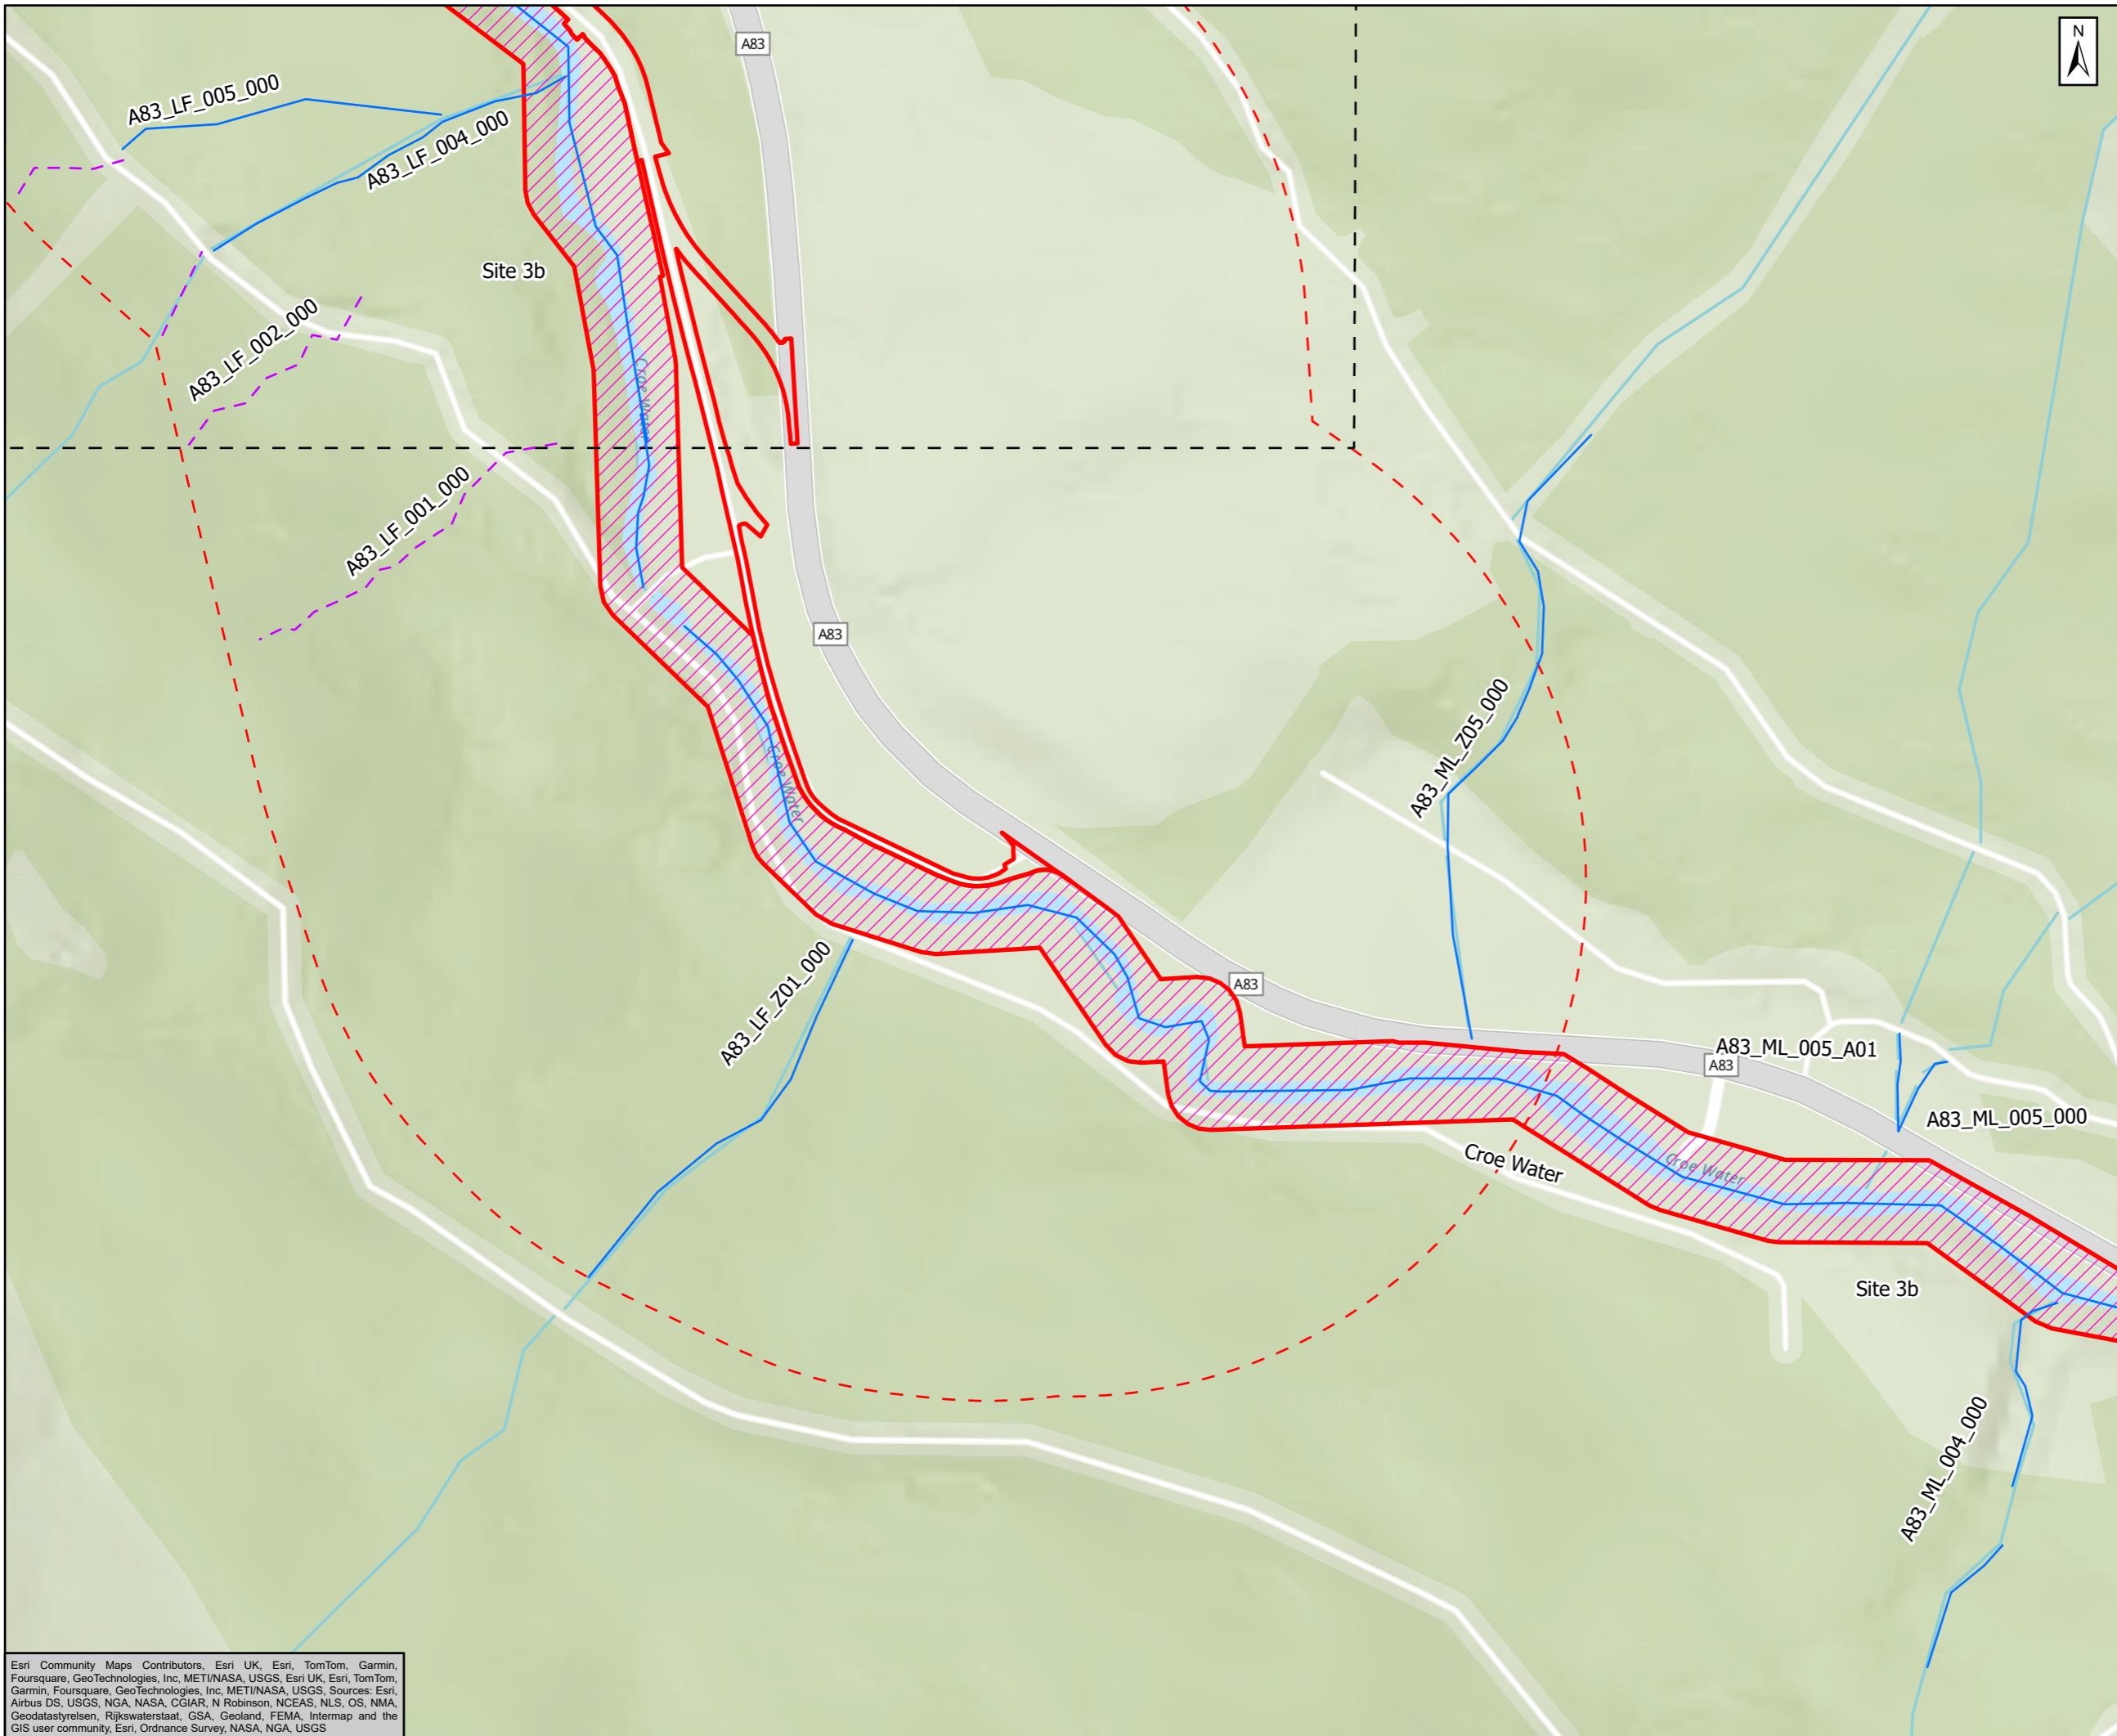 A83
N
A83_LF_005_000
A83_LF_004_000
Site 3b
A83_LF_002_000
Croe Water
A83_LF_001_000
A83
A83_ML_Z05_000
Croe Water
A83_LF_Z01_000
A83
A83_ML_005_A01
A83
A83_ML_005_000
Croe Water
Croe Water
Site 3b
A83_ML_004_000
Esri Community Maps Contributors, Esri UK, Esri, TomTom, Garmin,
Foursquare, GeoTechnologies, Inc, METI/NASA, USGS, Esri UK, Esri, TomTom,
Garmin, Foursquare, GeoTechnologies, Inc, METI/NASA, USGS, Sources: Esri,
Airbus DS, USGS, NGA, NASA, CGIAR, N Robinson, NCEAS, NLS, OS, NMA,
Geodatastyrelsen, Rijkswaterstaat, GSA, Geoland, FEMA, Intermap and the
GIS user community, Esri, Ordnance Survey, NASA, NGA, USGS